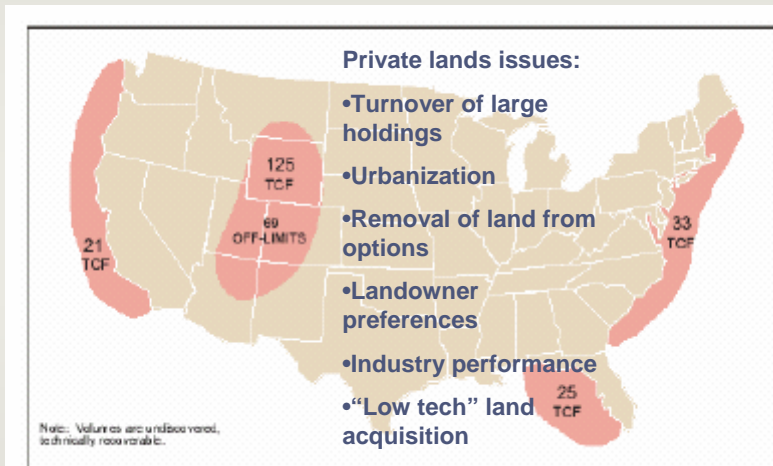 Private lands issues:
•Turnover of large
holdings
•Urbanization
•Removal of land from
options
•Landowner
preferences
•Industry performance
•“Low tech” land
acquisition
125
TCF
69
OFF-LIMITS
21
TCF
33
TCF
25
TCF
Note: Volumes are undiscovered,
technically recoverable.